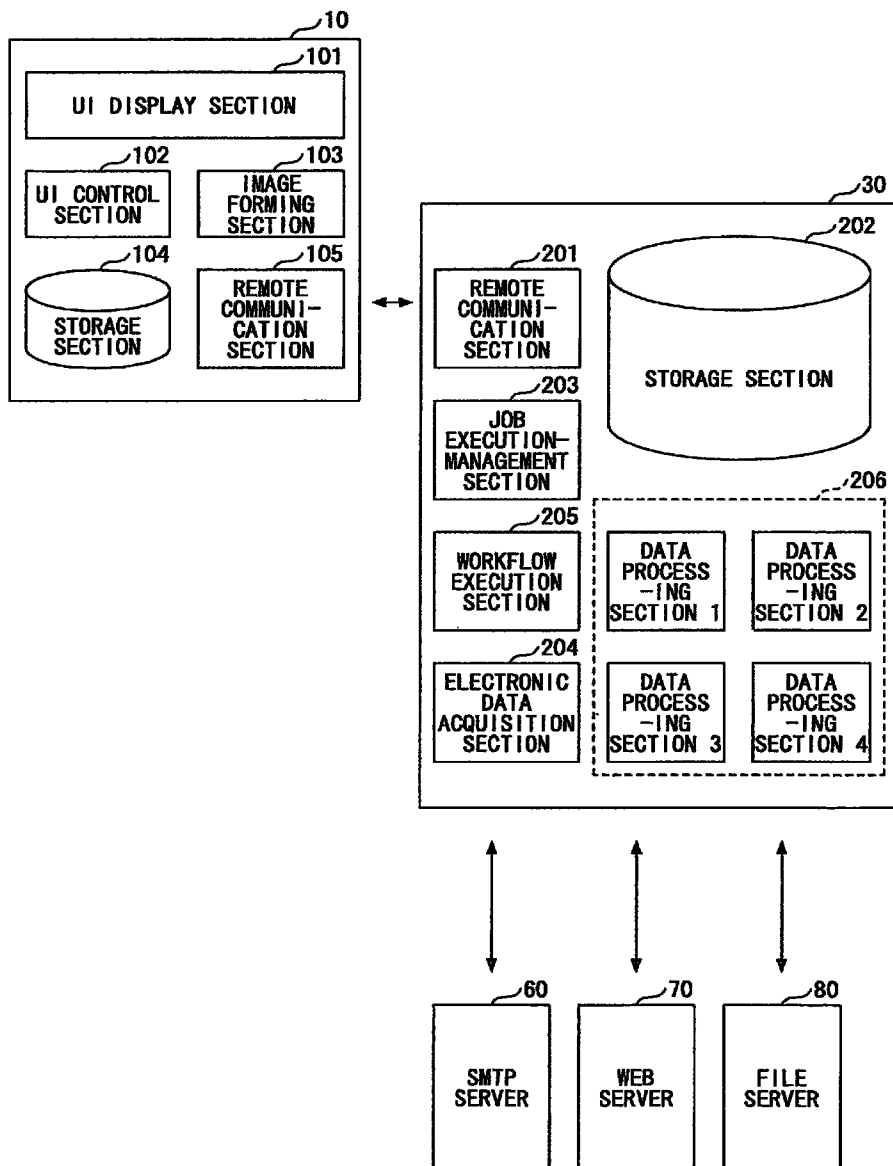 10
101
UI DISPLAY SECTION
102
UI CONTROL
SECTION
103
IMAGE
FORMING
SECTION
104
STORAGE
SECTION
105
REMOTE
COMMUNI-
CATION
SECTION
30
201
REMOTE
COMMUNI-
CATION
SECTION
202
STORAGE SECTION
203
JOB
EXECUTION-
MANAGEMENT
SECTION
205
WORKFLOW
EXECUTION
SECTION
204
ELECTRONIC
DATA
ACQUISITION
SECTION
206
DATA
PROCESS
-ING
SECTION 1
DATA
PROCESS
-ING
SECTION 2
DATA
PROCESS
-ING
SECTION 3
DATA
PROCESS
-ING
SECTION 4
60
SMTP
SERVER
70
WEB
SERVER
80
FILE
SERVER